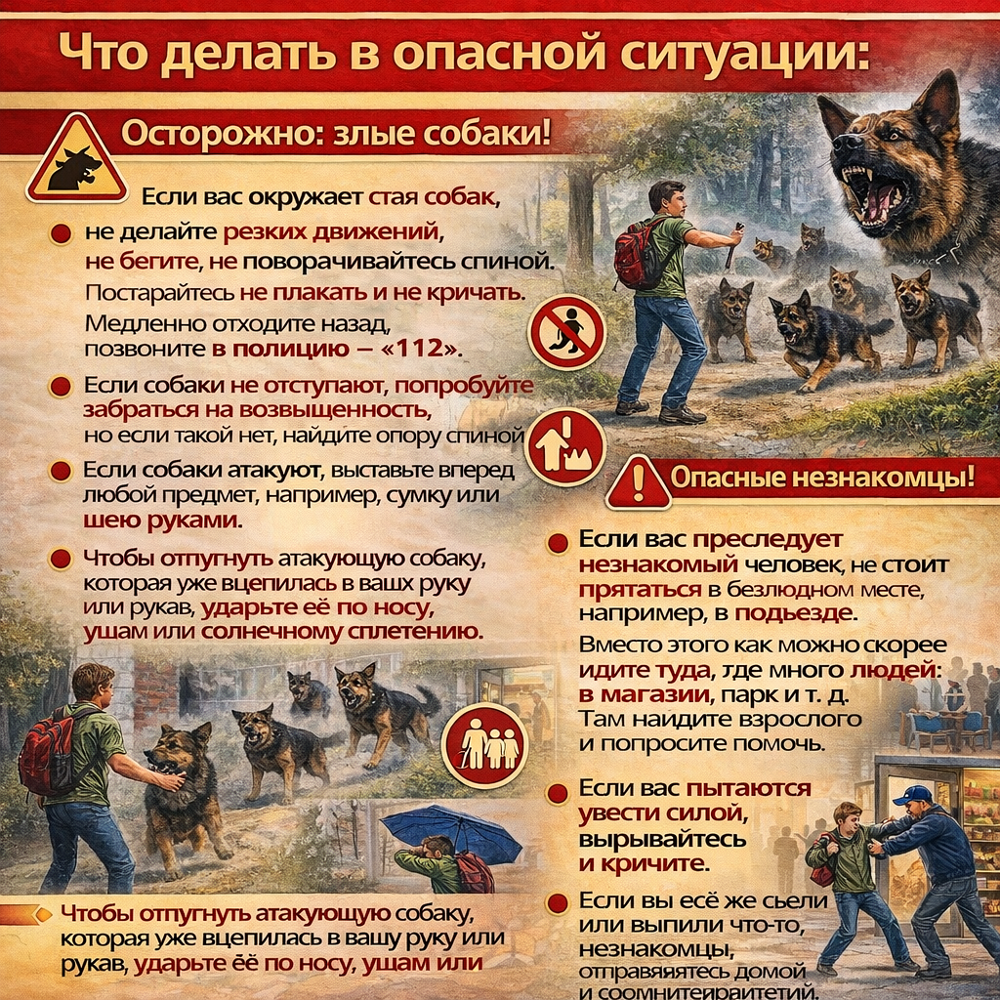 Что делать в опасной ситуации:
Осторожно: злые собаки!
Если вас окружает стая собак,
не делайте резких движений,
не бегите, не поворачивайтесь спиной.
Постарайтесь не плакать и не кричать.
Медленно отходите назад,
позвоните в полицию – «112».
Если собаки не отступают, попробуйте
забраться на возвыщенность,
но если такой нет, найдите опору спиной
Если собаки атакуют, выставьте вперед
любой предмет, например, сумку или
шею руками.
Чтобы отпугнуть атакующую собаку,
которая уже вцепилась в вашх руку
или рукав, ударьте её по носу,
ушам или солнечному сплетению.
Чтобы отпугнуть атакующую собаку,
которая уже вцепилась в вашу руку или
рукав, ударьте ёё по носу, ушам или
Опасные незнакомцы!
Если вас преследует
незнакомый человек, не стоит
прятаться в безлюдном месте,
например, в подьезде.
Вместо этого как можно скорее
идите туда, где много людей:
в магазии, парк и т. д.
Там найдите взрослого
и попросите помочь.
Если вас пытаются
увести силой,
вырывайтесь
и кричите.
Если вы есё же сьели
или выпили что-то,
незнакомцы,
отправяяятесь домой
и